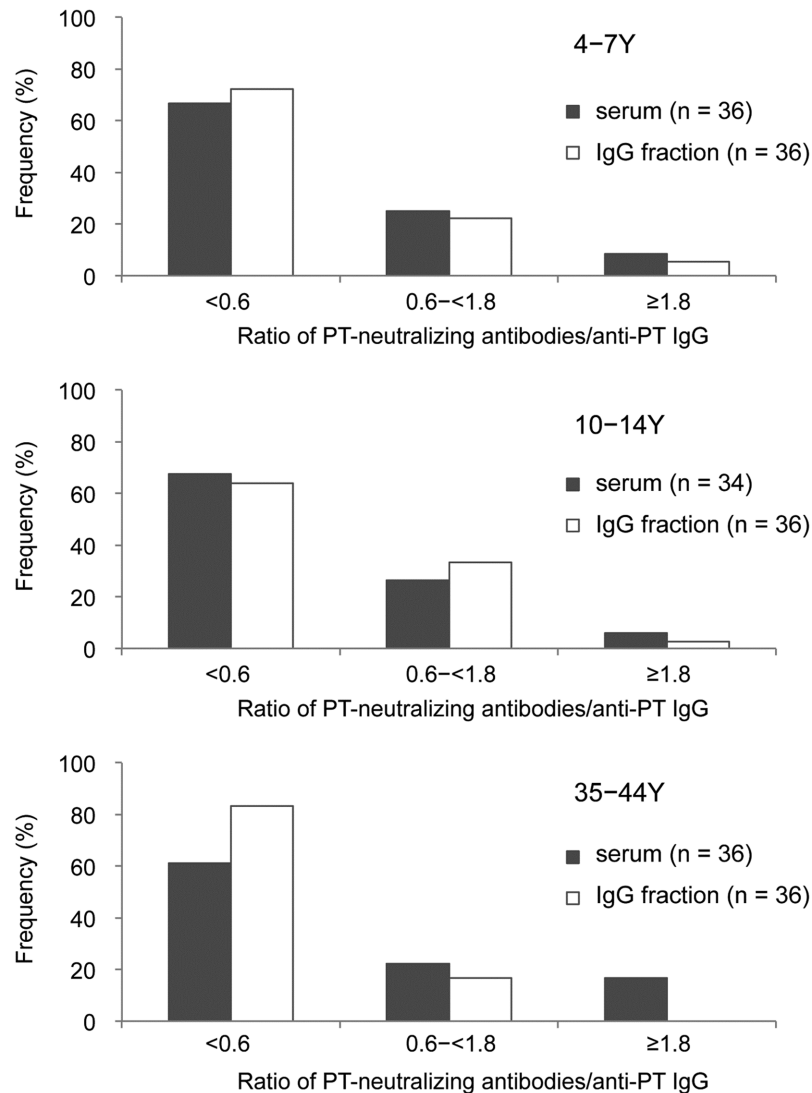 100
80
60
40
20
0
Frequency (%)
4−7Y
serum (n = 36)
IgG fraction (n = 36)
<0.6 0.6−<1.8 ≥1.8
Ratio of PT-neutralizing antibodies/anti-PT IgG
100
80
60
40
20
0
Frequency (%)
10−14Y
serum (n = 34)
IgG fraction (n = 36)
<0.6 0.6−<1.8 ≥1.8
Ratio of PT-neutralizing antibodies/anti-PT IgG
100
80
60
40
20
0
Frequency (%)
35−44Y
serum (n = 36)
IgG fraction (n = 36)
<0.6 0.6−<1.8 ≥1.8
Ratio of PT-neutralizing antibodies/anti-PT IgG